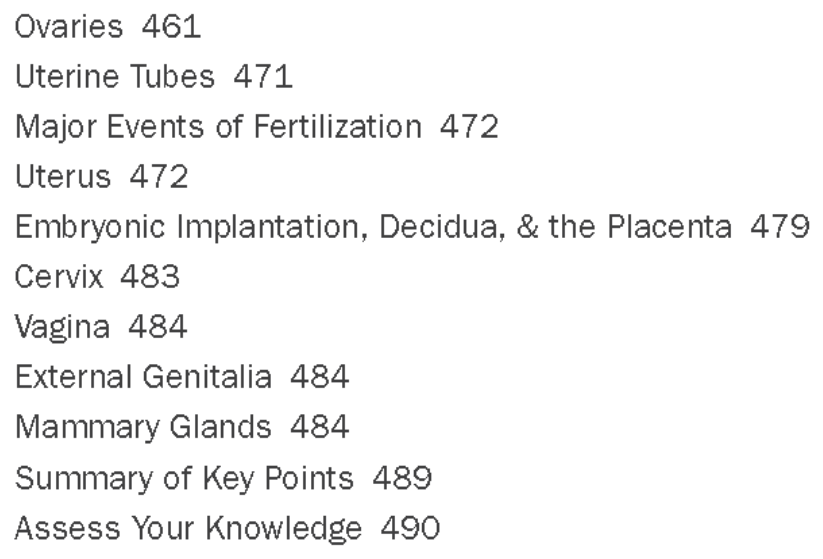 Ovaries 461
Uterine Tubes 471
Major Events of Fertilization 472
Uterus 472
Embryonic Implantation, Decidua, & the Placenta 479
Cervix 483
Vagina 484
External Genitalia 484
Mammary Glands 484
Summary of Key Points 489
Assess Your Knowledge 490